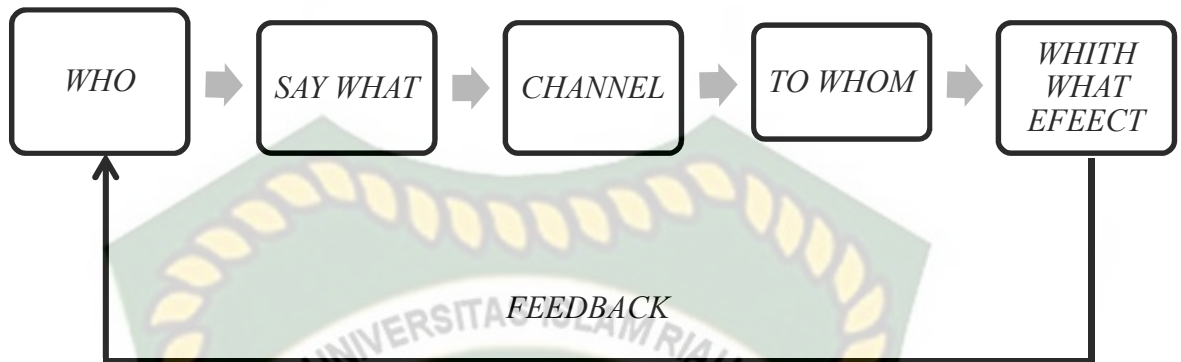 WHO
SAY WHAT
CHANNEL
TO WHOM
WHITH
WHAT
EFEECT
FEEDBACK
UNIVERSITAS ISLAM RIAU